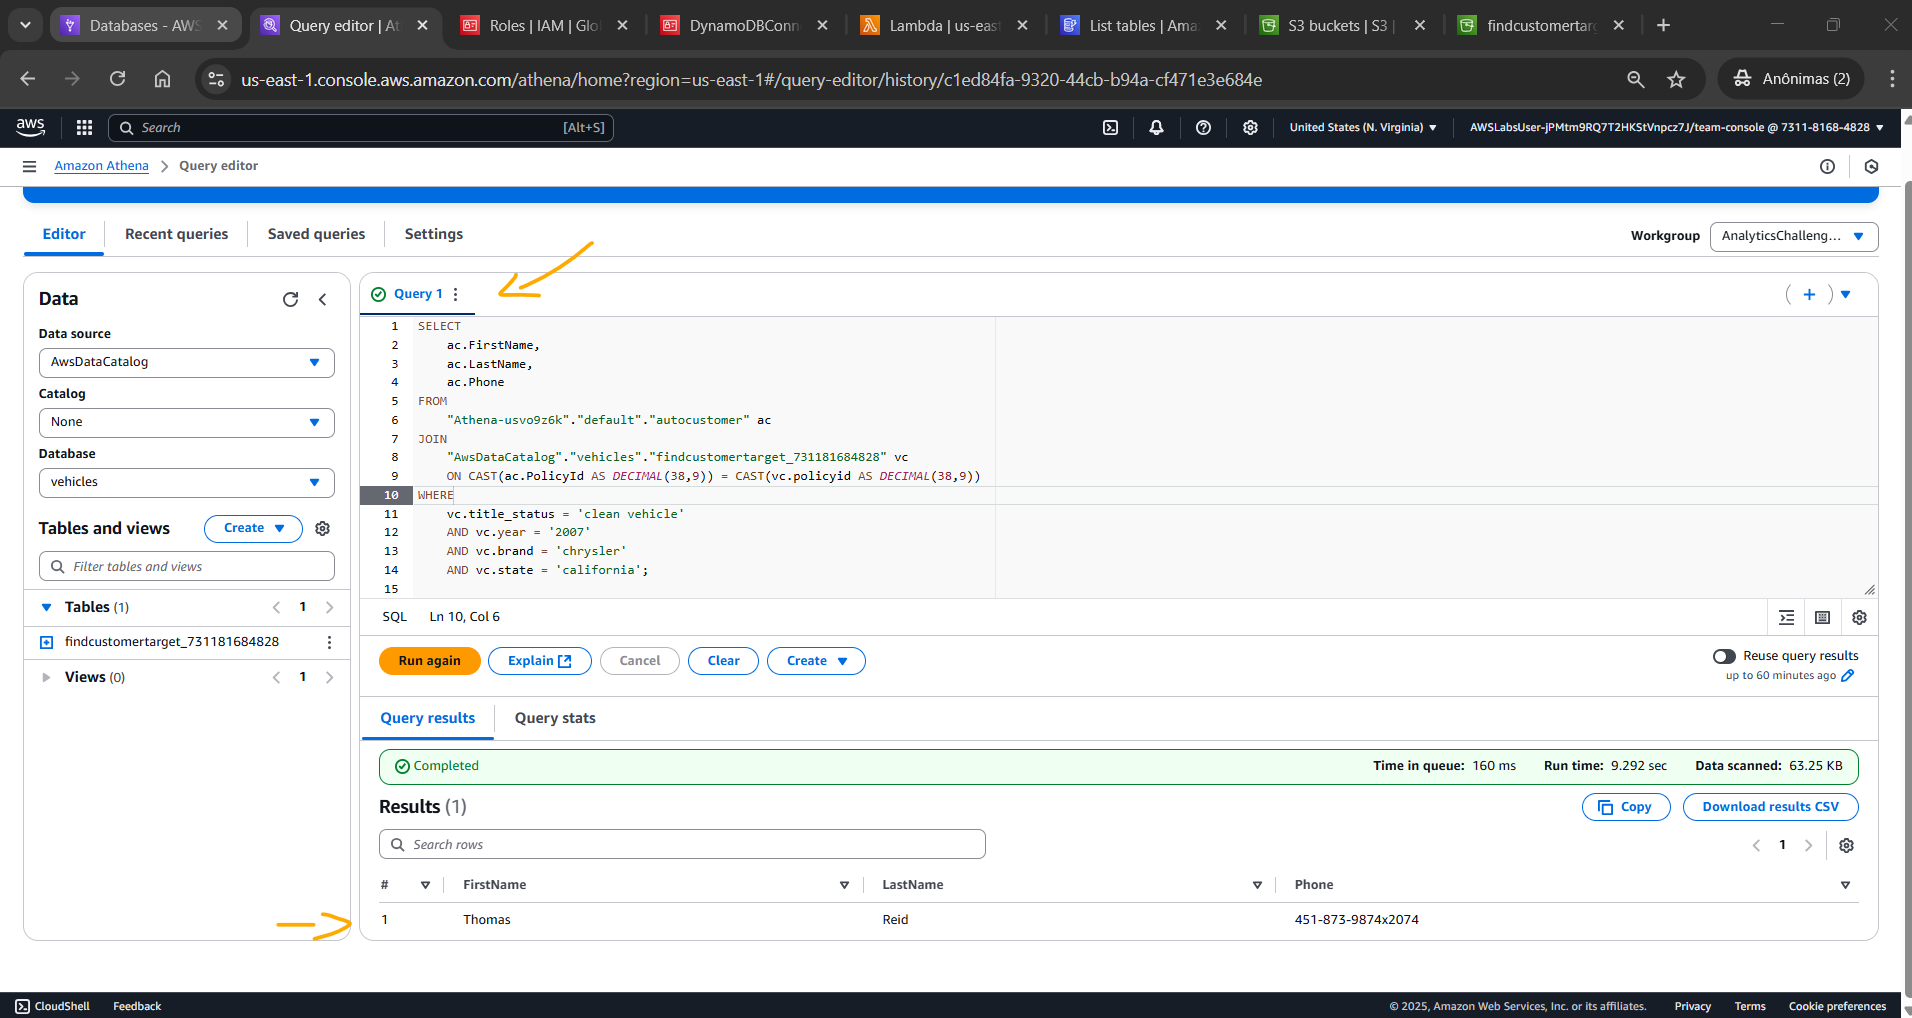 Databases - AWS
Query editor | At
Roles | IAM | Glo
DynamoDBConn
Lambda | us-east
List tables | Ama
S3 buckets | S3 |
findcustomertar
us-east-1.console.aws.amazon.com/athena/home?region=us-east-1#/query-editor/history/c1ed84fa-9320-44cb-b94a-cf471e3e684e
Anônimas (2)
aws
Search
[Alt+S]
United States (N. Virginia)
AWSLabsUser-jPMtm9RQ7T2HKStVnpcz7J/team-console @ 7311-8168-4828
Amazon Athena
Query editor
Editor
Recent queries
Saved queries
Settings
Workgroup
AnalyticsChalleng...
Data
Data source
AwsDataCatalog
Catalog
None
Database
vehicles
Tables and views
Create
Filter tables and views
Tables (1)
1
findcustomertarget_731181684828
Views (0)
1
Query 1
1 SELECT
2 ac.FirstName,
3 ac.LastName,
4 ac.Phone
5 FROM
6 "Athena-usvo9z6k"."default"."autocustomer" ac
7 JOIN
8 "AwsDataCatalog"."vehicles"."findcustomertarget_731181684828" vc
9 ON CAST(ac.PolicyId AS DECIMAL(38,9)) = CAST(vc.policyid AS DECIMAL(38,9))
10 WHERE
11 vc.title_status = 'clean vehicle'
12 AND vc.year = '2007'
13 AND vc.brand = 'chrysler'
14 AND vc.state = 'california';
15
SQL
Ln 10, Col 6
Run again
Explain
Cancel
Clear
Create
Reuse query results
up to 60 minutes ago
Query results
Query stats
Completed
Time in queue: 160 ms
Run time: 9.292 sec
Data scanned: 63.25 KB
Results (1)
Copy
Download results CSV
Search rows
1
# FirstName LastName Phone
1 Thomas Reid 451-873-9874x2074
CloudShell
Feedback
© 2025, Amazon Web Services, Inc. or its affiliates.
Privacy
Terms
Cookie preferences